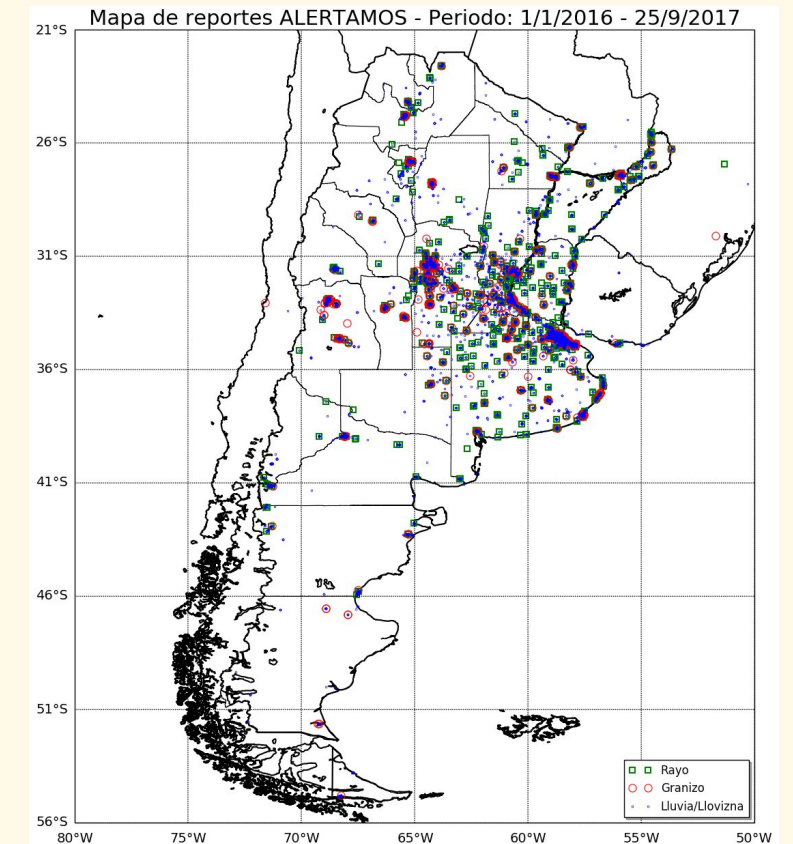 Mapa de reportes ALERTAMOS - Periodo: 1/1/2016 - 25/9/2017
21°S
26°S
31°S
36°S
41°S
46°S
51°S
56°S
Rayo
Granizo
Lluvia/Llovizna
80°W 75°W 70°W 65°W 60°W 55°W 50°W